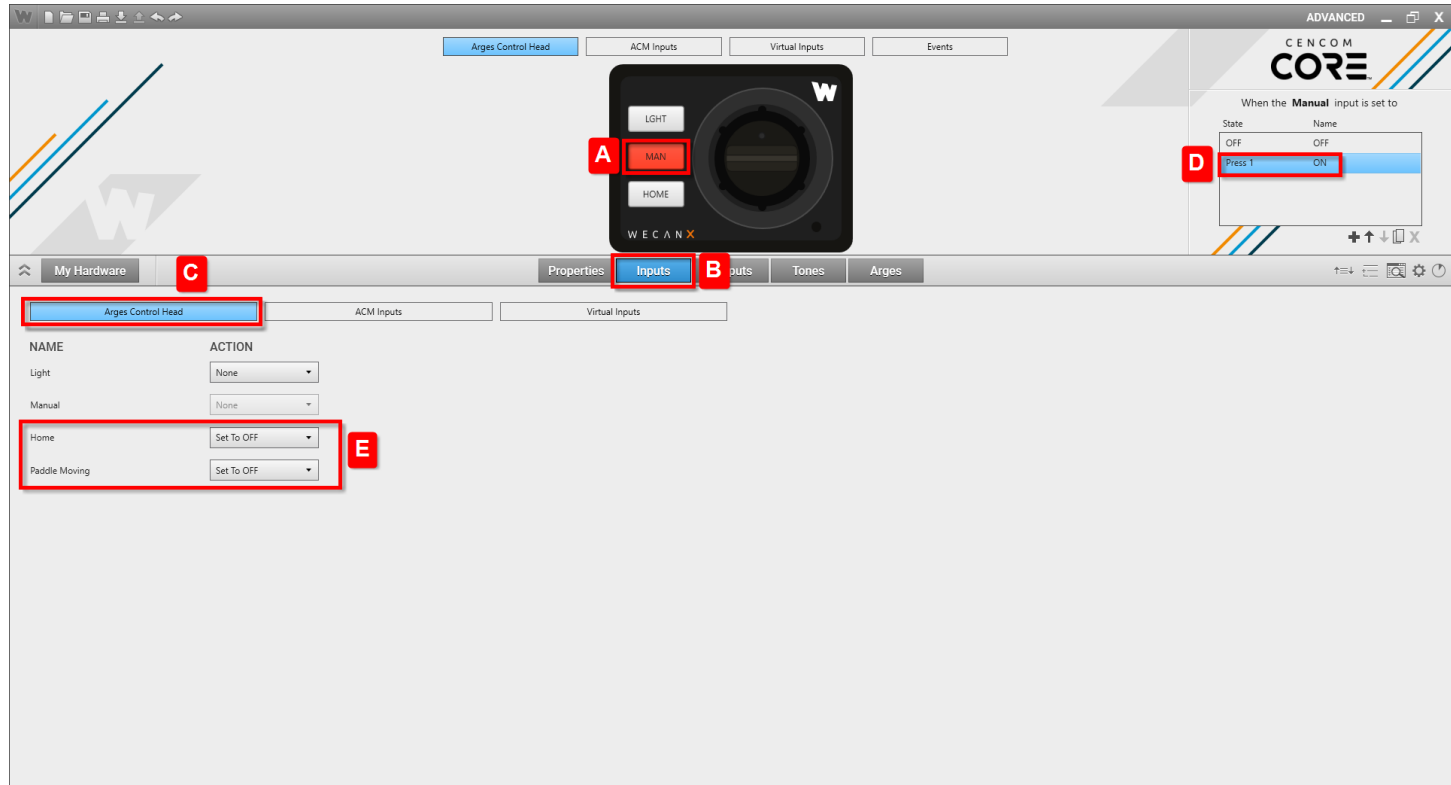 W ADVANCED X
Arges Control Head ACM Inputs Virtual Inputs Events
CENCOM
CORE
When the Manual input is set to
State Name
OFF OFF
D Press 1 ON
X
W
LGHT
A MAN
HOME
WECANX
W
My Hardware C Properties Inputs B puts Tones Arges
Arges Control Head ACM Inputs Virtual Inputs
NAME ACTION
Light None
Manual None
Home Set To OFF
E
Paddle Moving Set To OFF